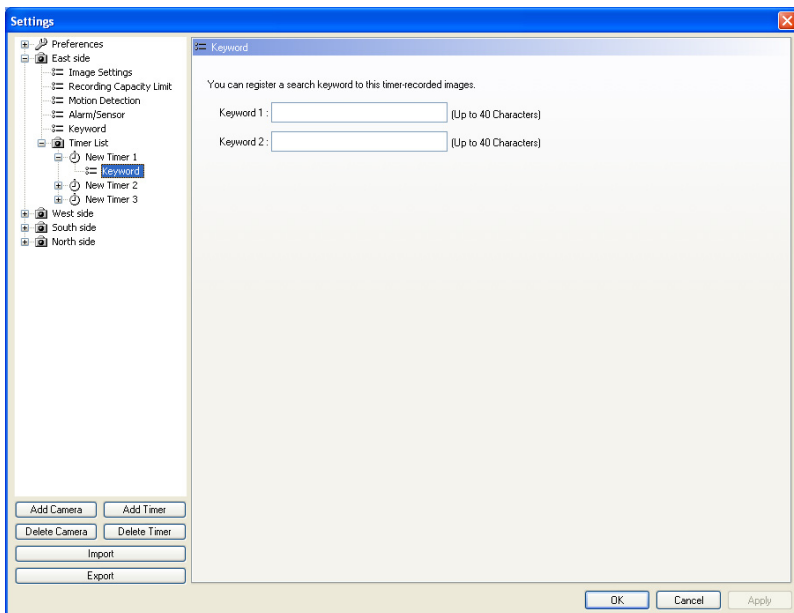 Settings
Preferences
East side
Image Settings
Recording Capacity Limit
Motion Detection
Alarm/Sensor
Keyword
Timer List
New Timer 1
Keyword
New Timer 2
New Timer 3
West side
South side
North side
Add Camera Add Timer
Delete Camera Delete Timer
Import
Export
Keyword
You can register a search keyword to this timer-recorded images.
Keyword 1 : (Up to 40 Characters)
Keyword 2 : (Up to 40 Characters)
OK Cancel Apply